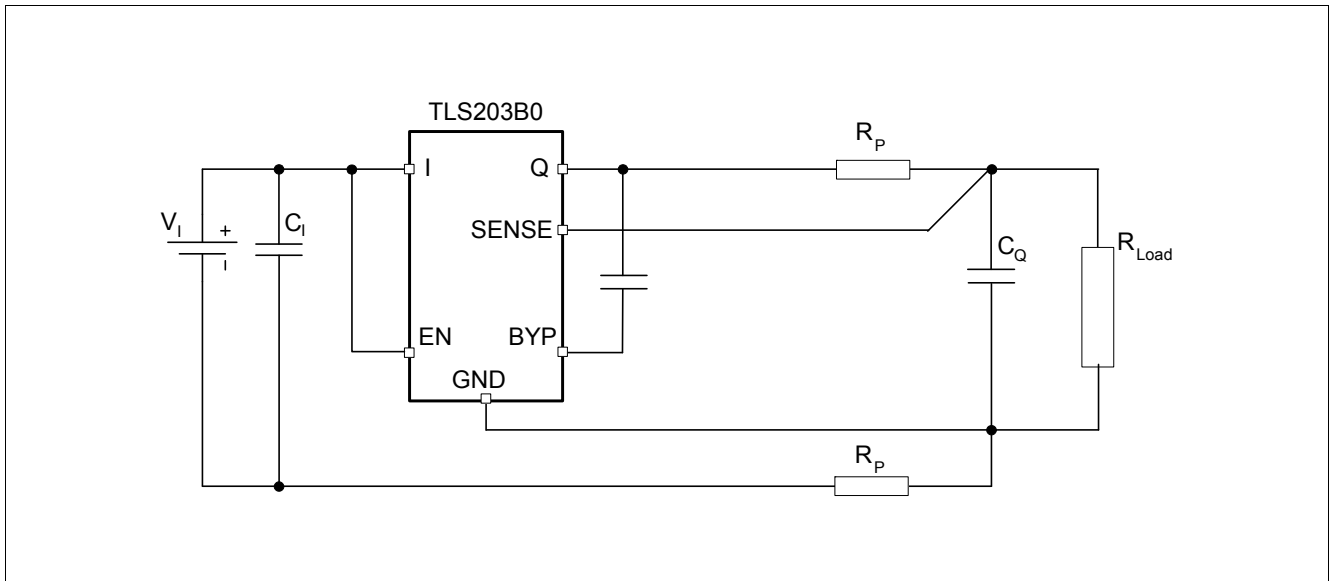 TLS203B0
I
Q
SENSE
EN
BYP
GND
V_I
+
C_I
R_P
C_Q
R_Load
R_P